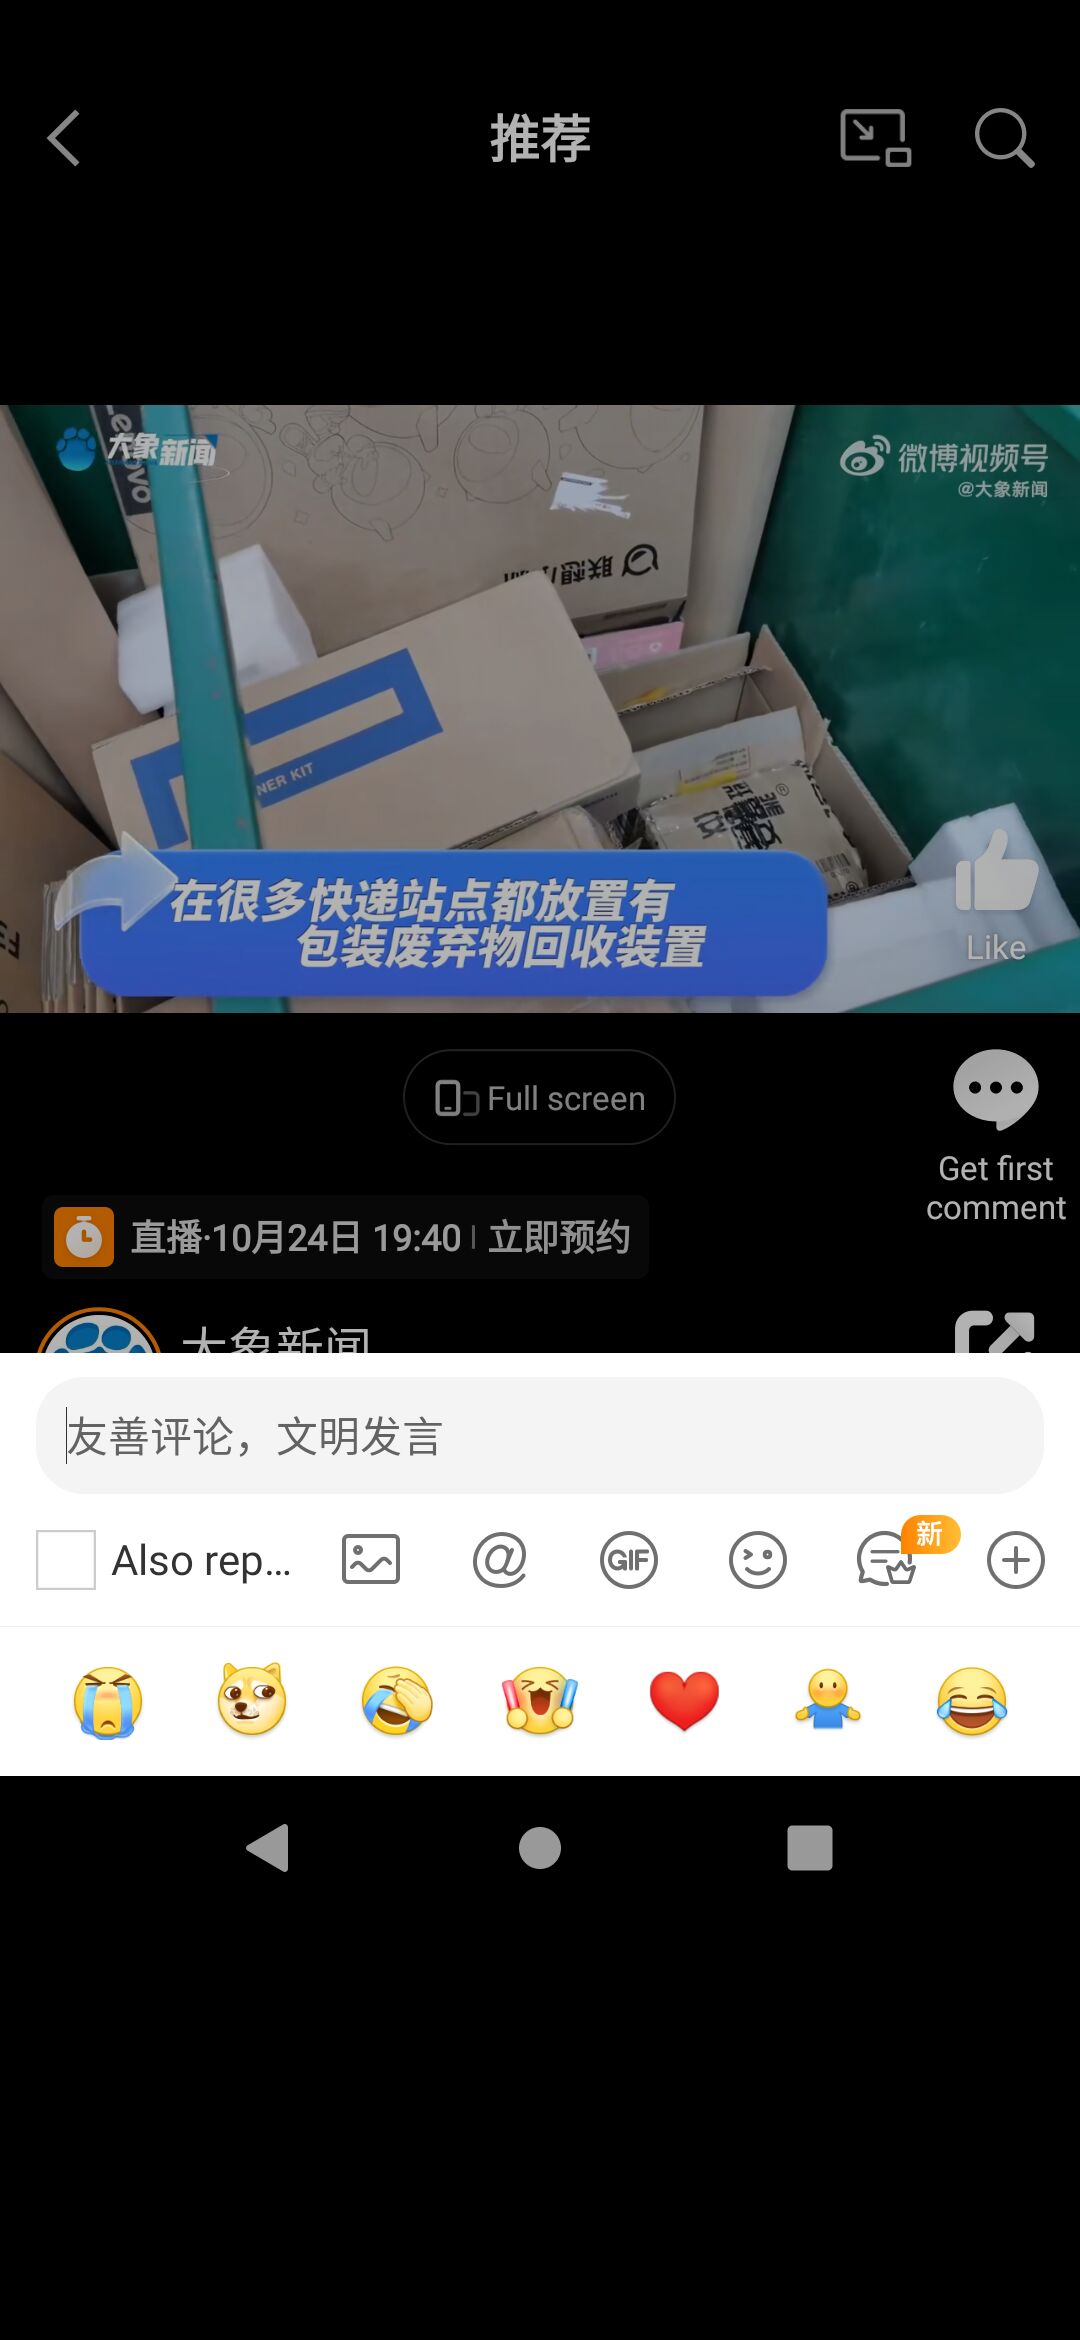 推荐
大象新闻
微博视频号
@大象新闻
Lenovo
联想
NER KIT
在很多快递站点都放置有
包装废弃物回收装置
Like
Full screen
Get first
comment
直播·10月24日 19:40 | 立即预约
大象新闻
友善评论，文明发言
Also rep...
GIF
新